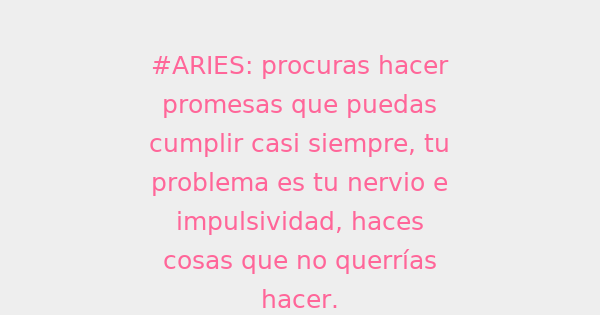 #ARIES: procuras hacer
promesas que puedas
cumplir casi siempre, tu
problema es tu nervio e
impulsividad, haces
cosas que no querrías
hacer.